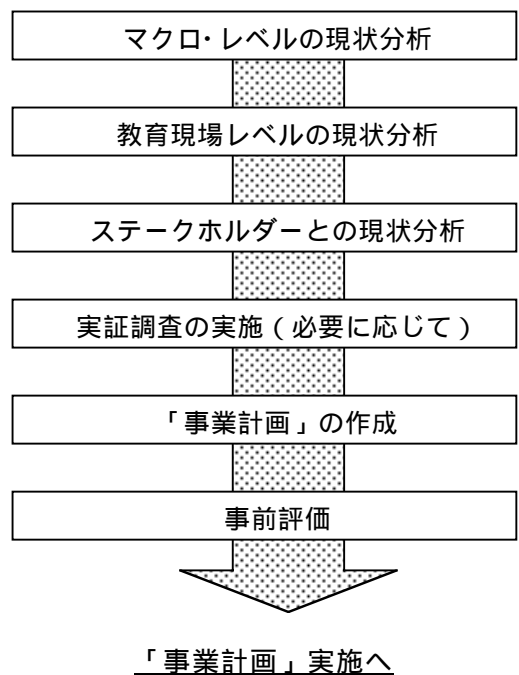 マクロ・レベルの現状分析
教育現場レベルの現状分析
ステークホルダーとの現状分析
実証調査の実施（必要に応じて）
「事業計画」の作成
事前評価
「事業計画」実施へ